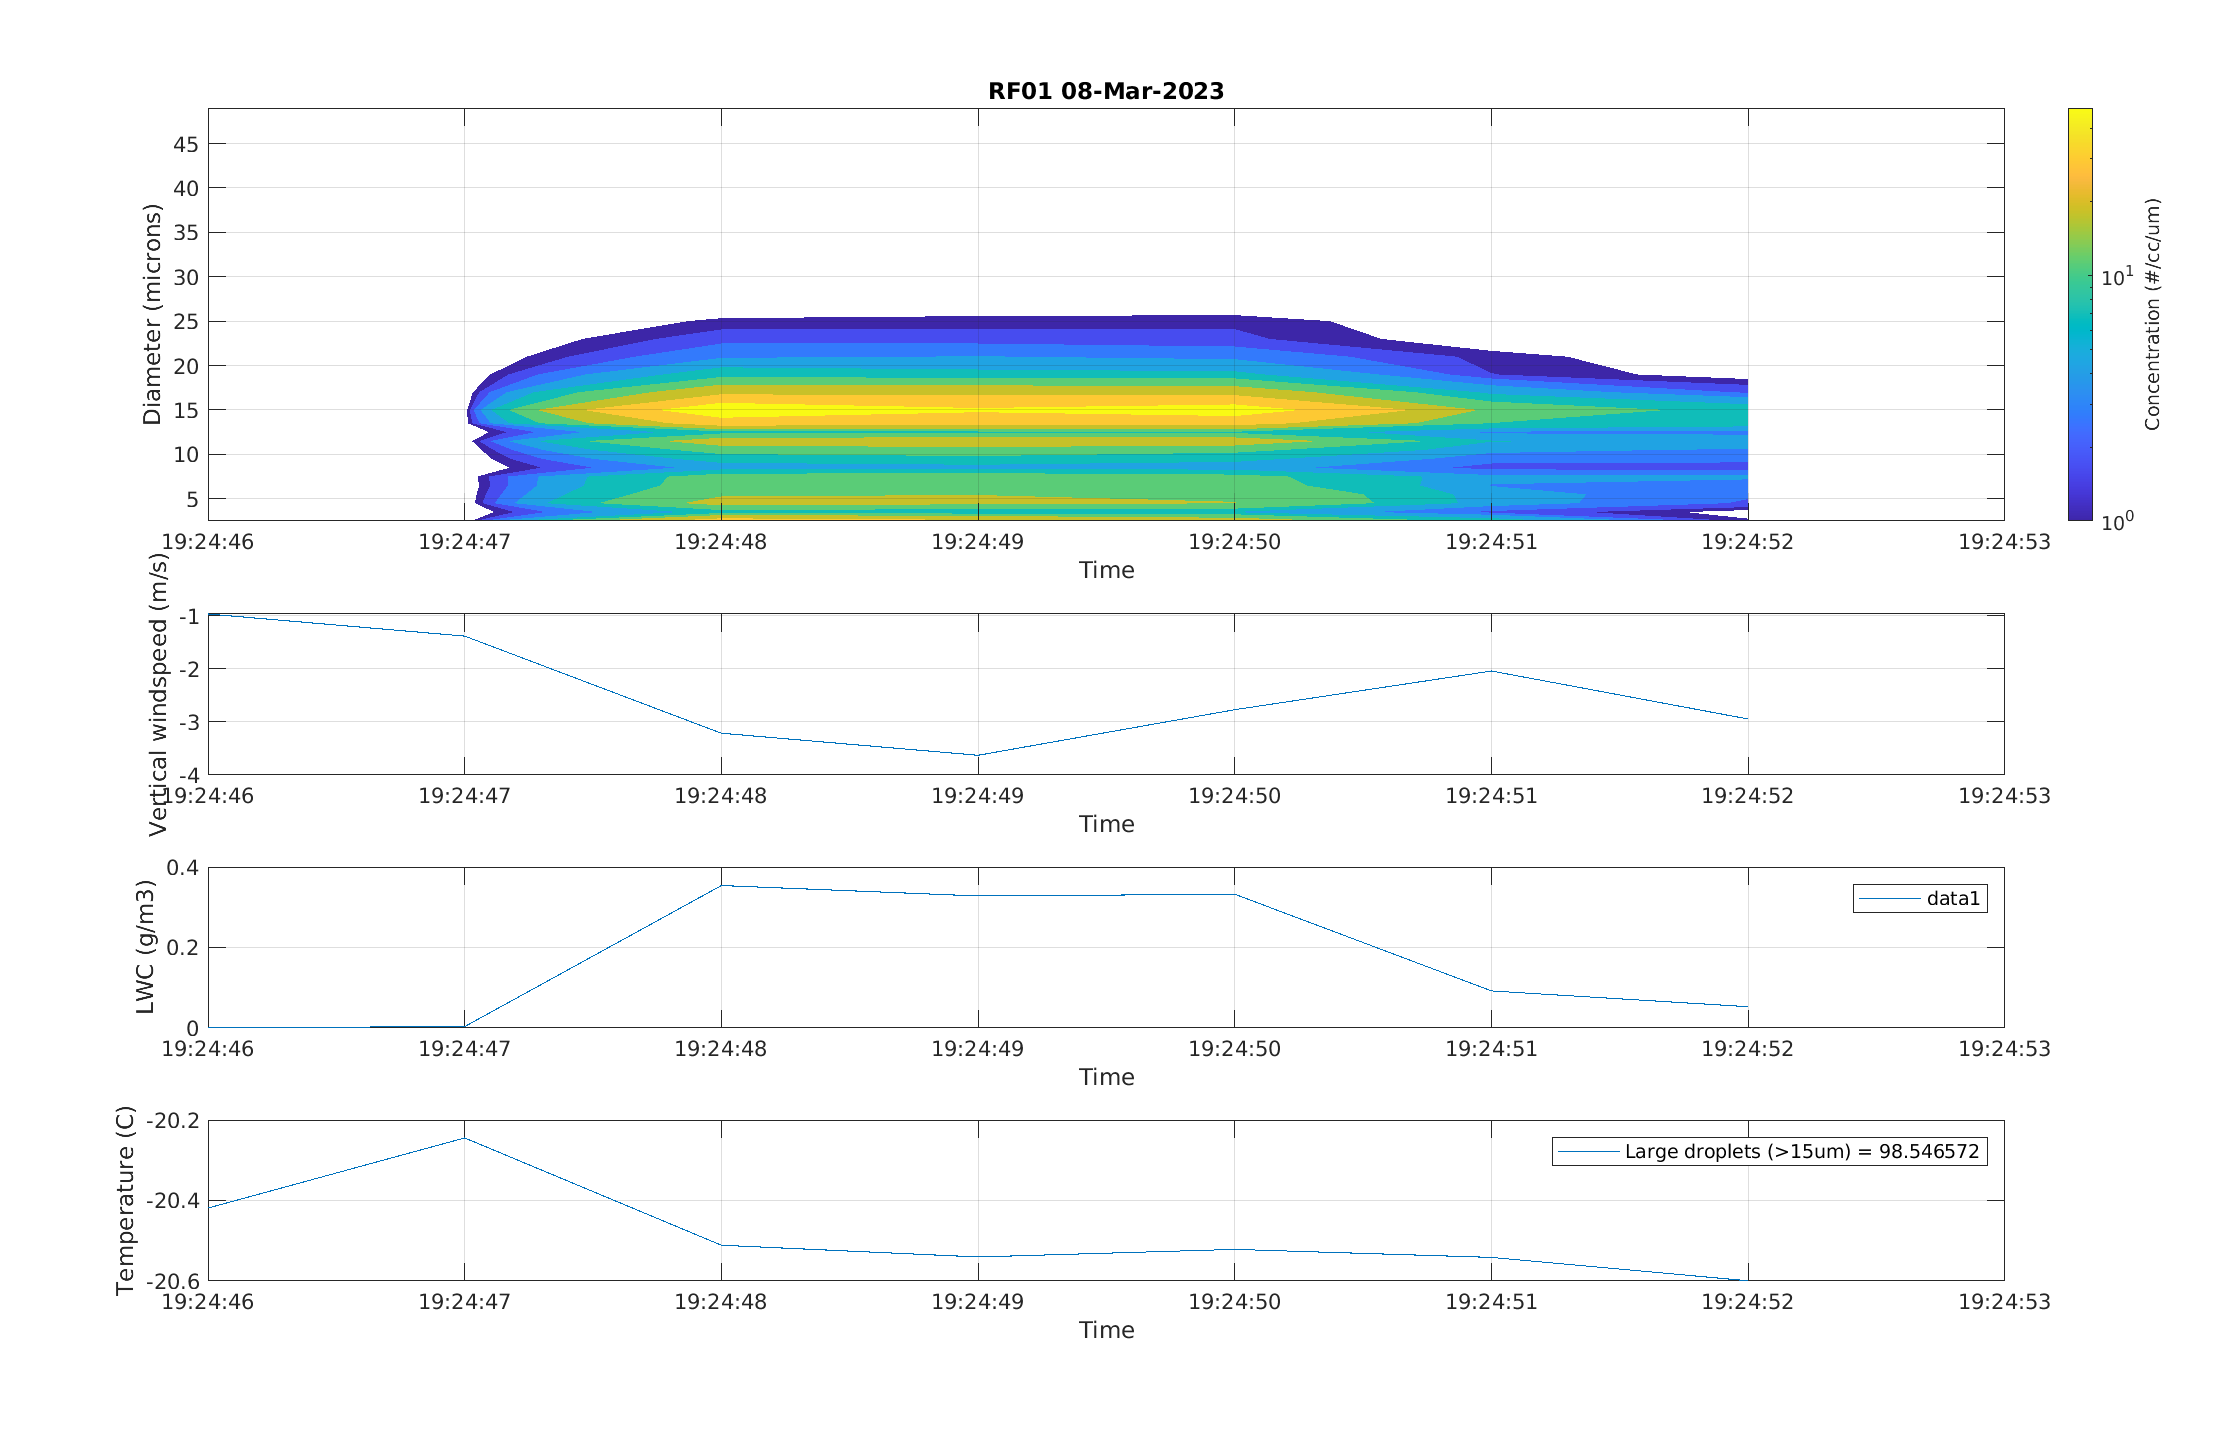 RF01 08-Mar-2023
Diameter (microns)
45
40
35
30
25
20
15
10
5
19:24:46 19:24:47 19:24:48 19:24:49 19:24:50 19:24:51 19:24:52 19:24:53
Time
10^1
10^0
Concentration (#/cc/um)
Vertical windspeed (m/s)
-1
-2
-3
-4
19:24:46 19:24:47 19:24:48 19:24:49 19:24:50 19:24:51 19:24:52 19:24:53
Time
LWC (g/m3)
0.4
0.2
0
data1
19:24:46 19:24:47 19:24:48 19:24:49 19:24:50 19:24:51 19:24:52 19:24:53
Time
Temperature (C)
-20.2
-20.4
-20.6
Large droplets (>15um) = 98.546572
19:24:46 19:24:47 19:24:48 19:24:49 19:24:50 19:24:51 19:24:52 19:24:53
Time